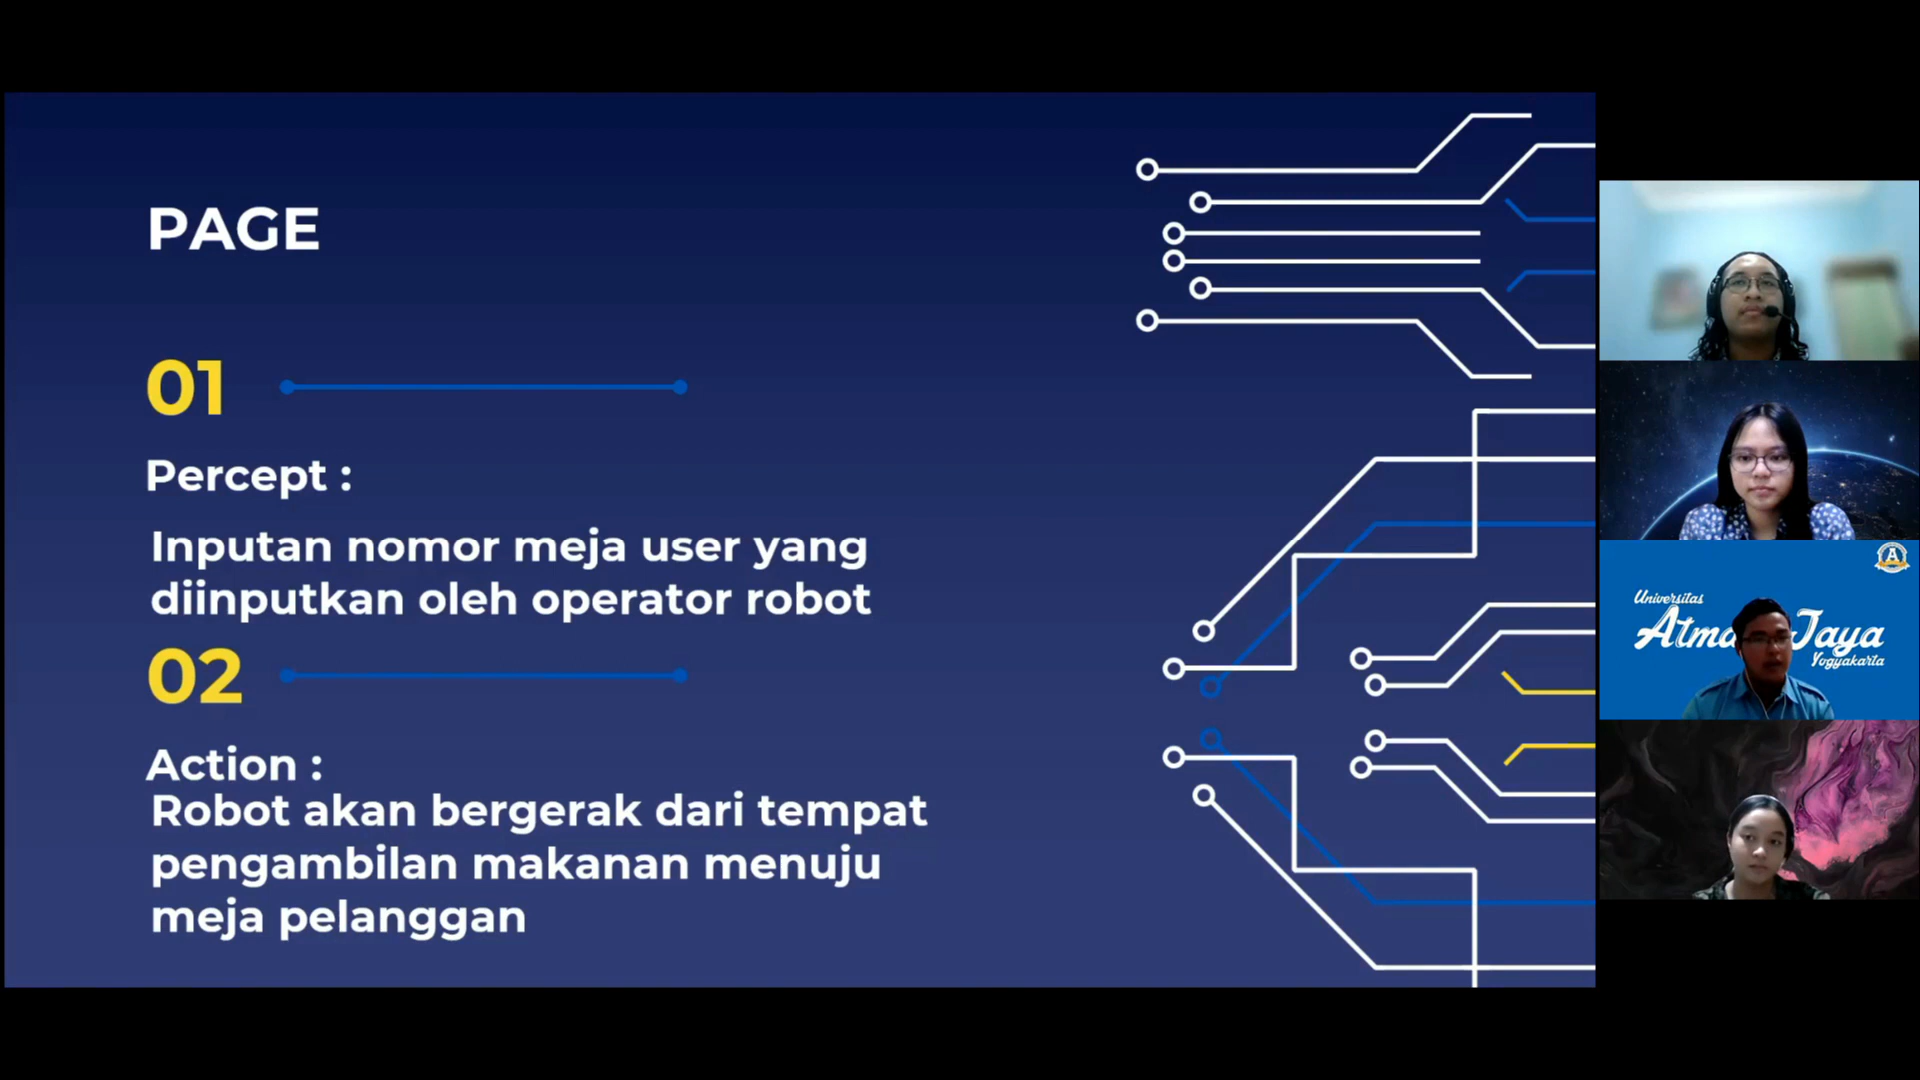 PAGE
01
Percept :
Inputan nomor meja user yang
diinputkan oleh operator robot
02
Action :
Robot akan bergerak dari tempat
pengambilan makanan menuju
meja pelanggan
Universitas
Atma Jaya
Yogyakarta